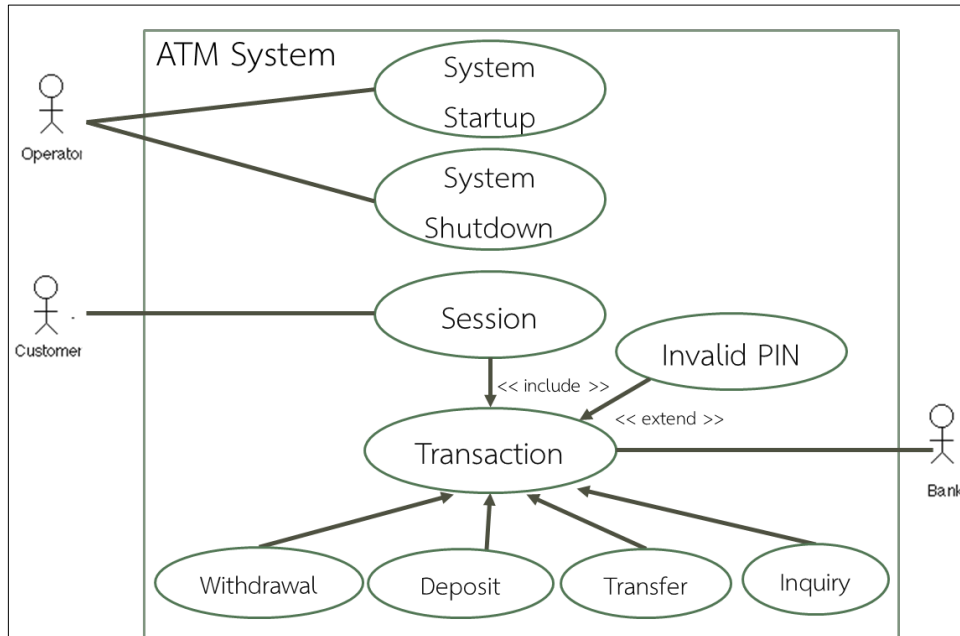 ATM System
System
Startup
Operator
System
Shutdown
Session
Customer
Invalid PIN
<< include >>
<< extend >>
Transaction
Bank
Withdrawal
Deposit
Transfer
Inquiry